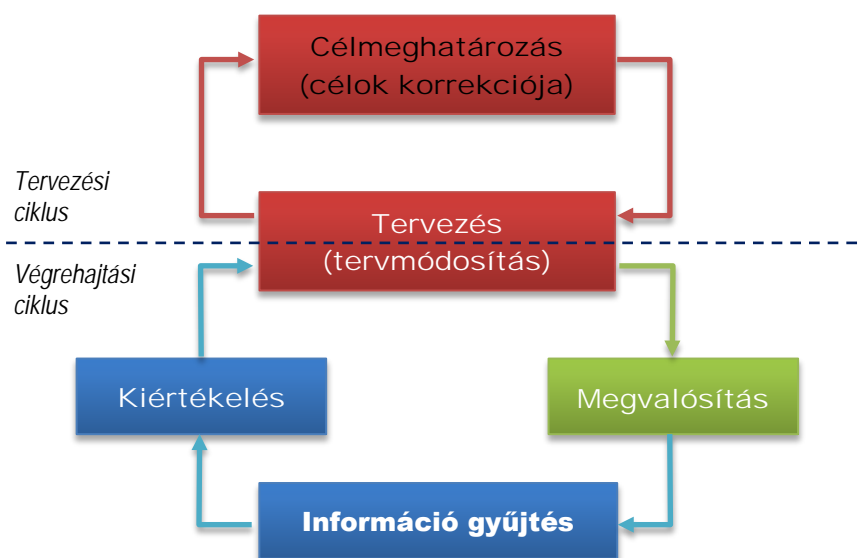 Célmeghatározás
(célok korrekciója)
Tervezési
ciklus
Tervezés
(tervmódosítás)
Végrehajtási
ciklus
Kiértékelés
Megvalósítás
Információ gyűjtés